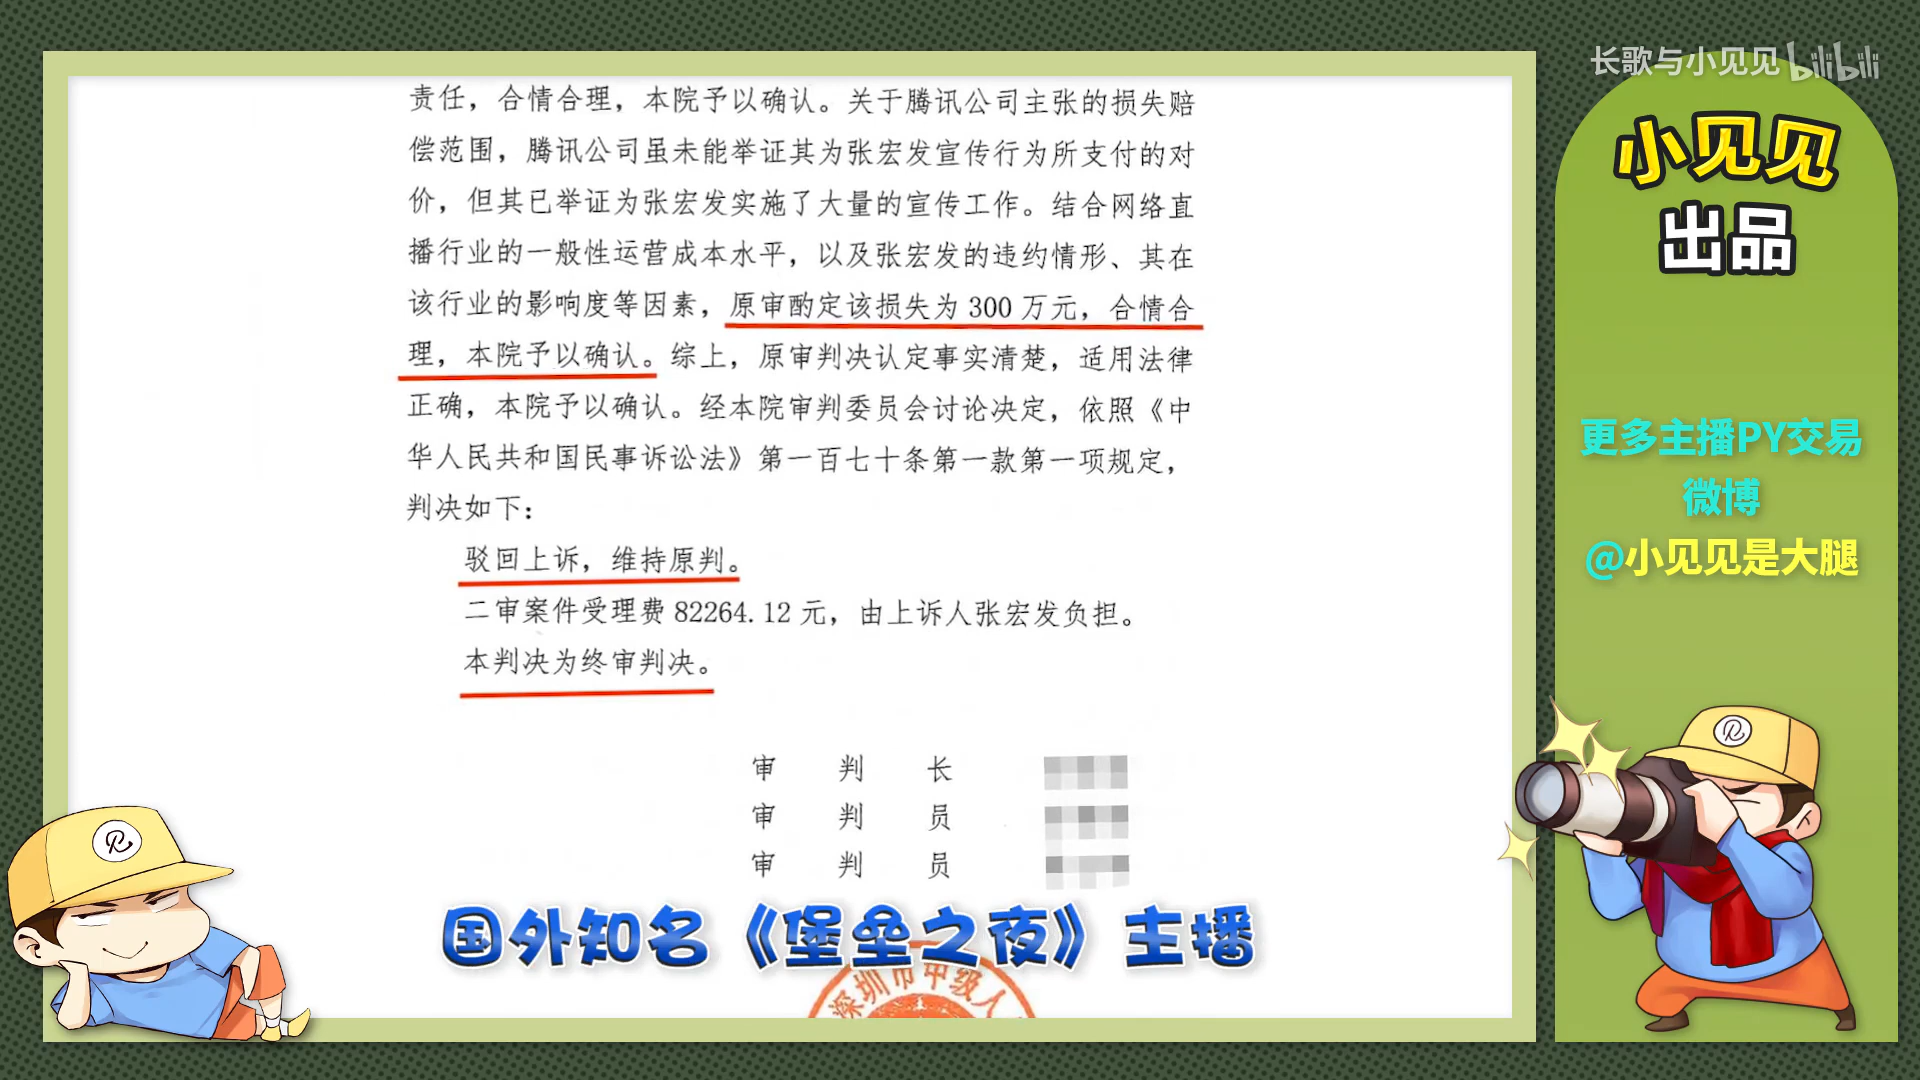 责任，合情合理，本院予以确认。关于腾讯公司主张的损失赔
偿范围，腾讯公司虽未能举证其为张宏发宣传行为所支付的对
价，但其已举证为张宏发实施了大量的宣传工作。结合网络直
播行业的一般性运营成本水平，以及张宏发的违约情形、其在
该行业的影响度等因素，原审酌定该损失为 300 万元，合情合
理，本院予以确认。综上，原审判决认定事实清楚，适用法律
正确，本院予以确认。经本院审判委员会讨论决定，依照《中
华人民共和国民事诉讼法》第一百七十条第一款第一项规定，
判决如下：
驳回上诉，维持原判。
二审案件受理费 82264.12 元，由上诉人张宏发负担。
本判决为终审判决。
审 判 长
审 判 员
审 判 员
国外知名《堡垒之夜》主播
深圳市中级人
长歌与小见见 bilibili
小见见
出品
更多主播PY交易
微博
@小见见是大腿